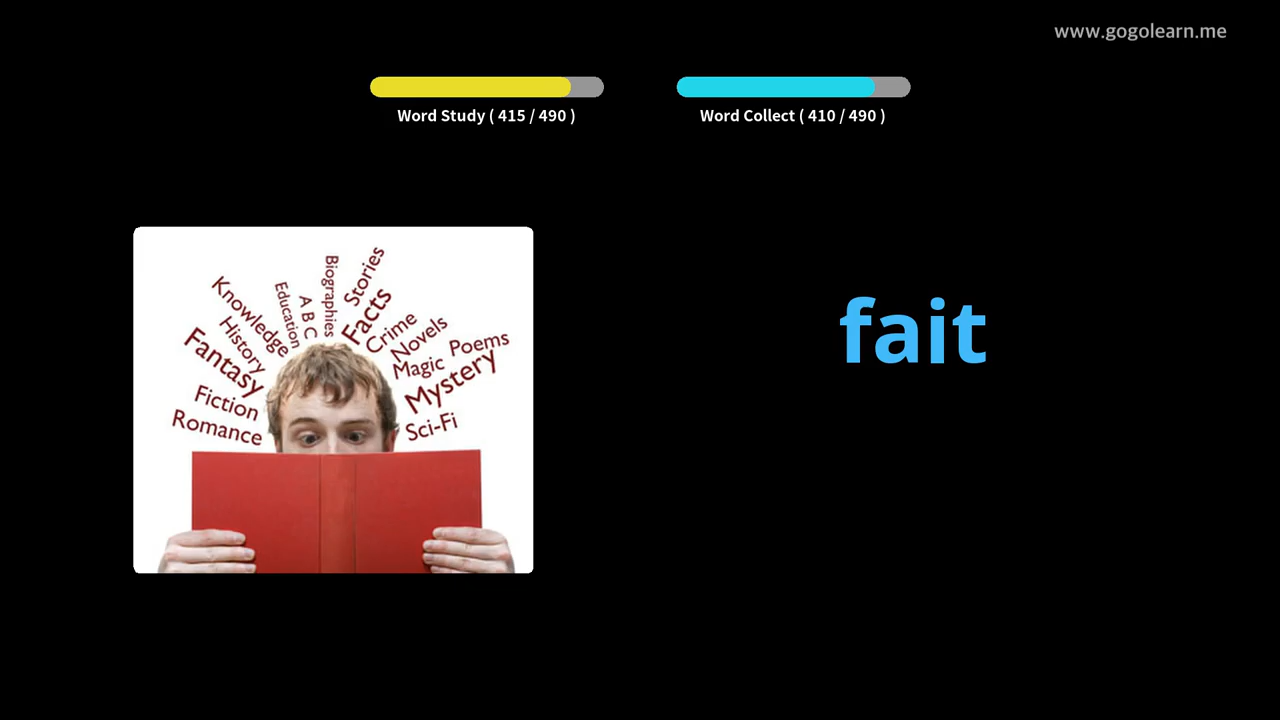 www.gogolearn.me
Word Study ( 415 / 490 )
Word Collect ( 410 / 490 )
fait
Romance
Fiction
Fantasy
History
Knowledge
Education
A B C
Biographies
Stories
Facts
Crime
Novels
Magic
Poems
Mystery
Sci-Fi